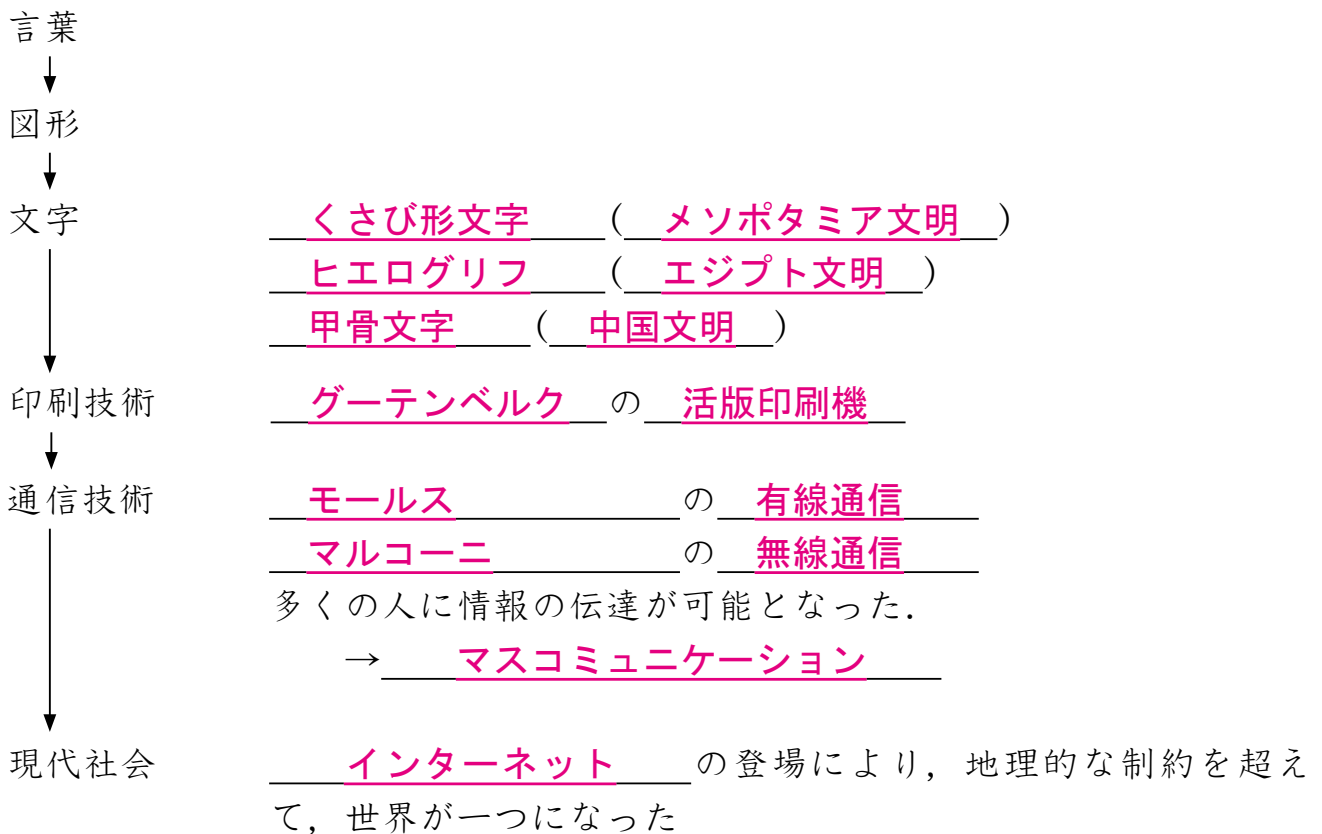 言葉
図形
文字 くさび形文字 ( メソポタミア文明 )
ヒエログリフ ( エジプト文明 )
甲骨文字 ( 中国文明 )
印刷技術 グーテンベルク の 活版印刷機
通信技術 モールス の 有線通信
マルコーニ の 無線通信
多くの人に情報の伝達が可能となった.
→ マスコミュニケーション
現代社会 インターネット の登場により, 地理的な制約を超え
て, 世界が一つになった